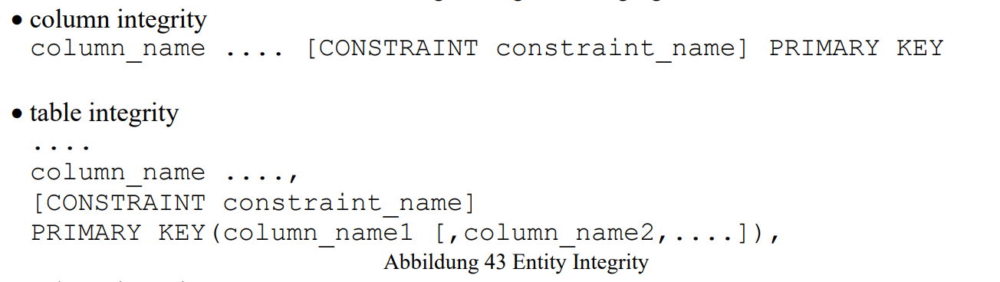 • column integrity
column_name .... [CONSTRAINT constraint_name] PRIMARY KEY
• table integrity
....
column_name ....,
[CONSTRAINT constraint_name]
PRIMARY KEY(column_name1 [,column_name2,....]),
Abbildung 43 Entity Integrity